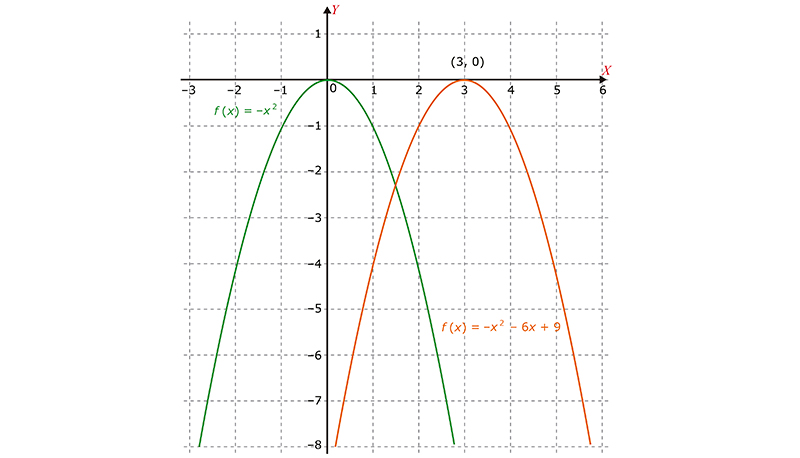 Y
1
(3, 0)
X
−3 −2 −1 0 1 2 3 4 5 6
f (x) = −x²
−1
−2
−3
−4
−5
f (x) = −x² − 6x + 9
−6
−7
−8